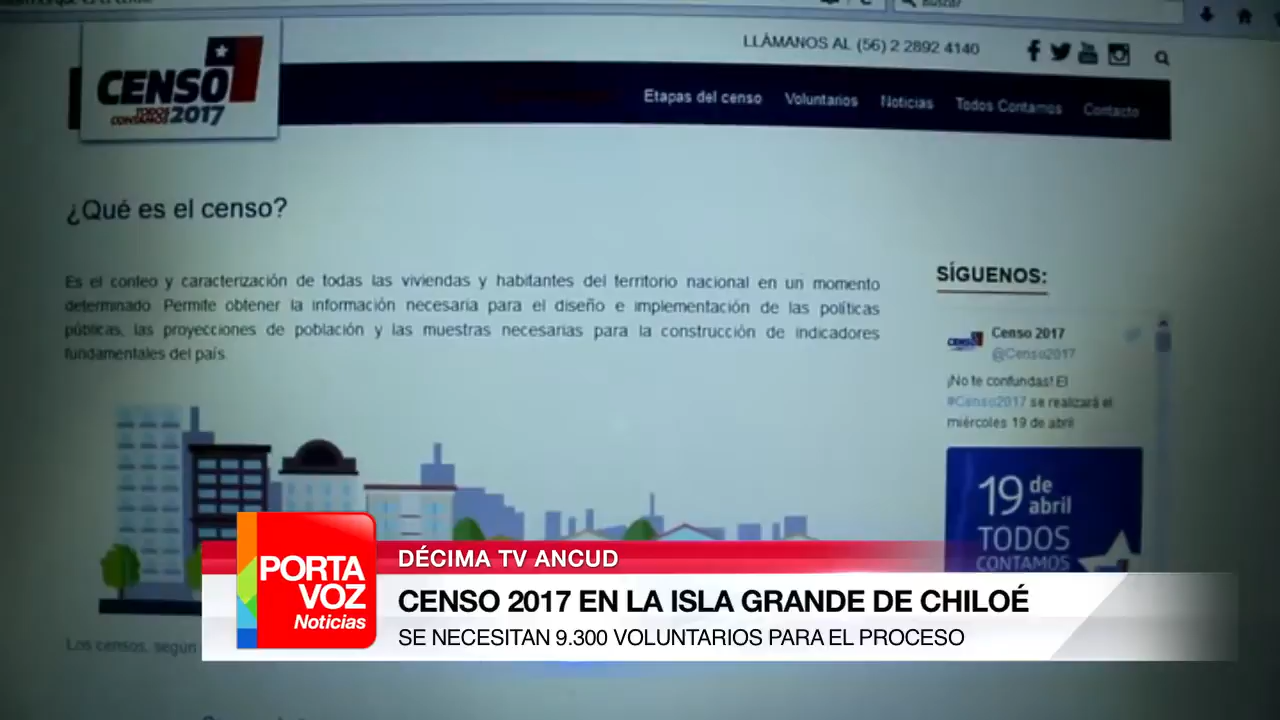 Buscar
LLÁMANOS AL (56) 2 2892 4140
CENSO
TODOS
CONTAMOS 2017
Etapas del censo Voluntarios Noticias Todos Contamos Contacto
¿Qué es el censo?
Es el conteo y caracterización de todas las viviendas y habitantes del territorio nacional en un momento
determinado. Permite obtener la información necesaria para el diseño e implementación de las políticas
públicas, las proyecciones de población y las muestras necesarias para la construcción de indicadores
fundamentales del país.
SÍGUENOS:
Censo 2017
@Censo2017
¡No te confundas! El
#Censo2017 se realizará el
miércoles 19 de abril
19 de abril
TODOS
CONTAMOS
Los censos, según
PORTA
VOZ
Noticias
DÉCIMA TV ANCUD
CENSO 2017 EN LA ISLA GRANDE DE CHILOÉ
SE NECESITAN 9.300 VOLUNTARIOS PARA EL PROCESO